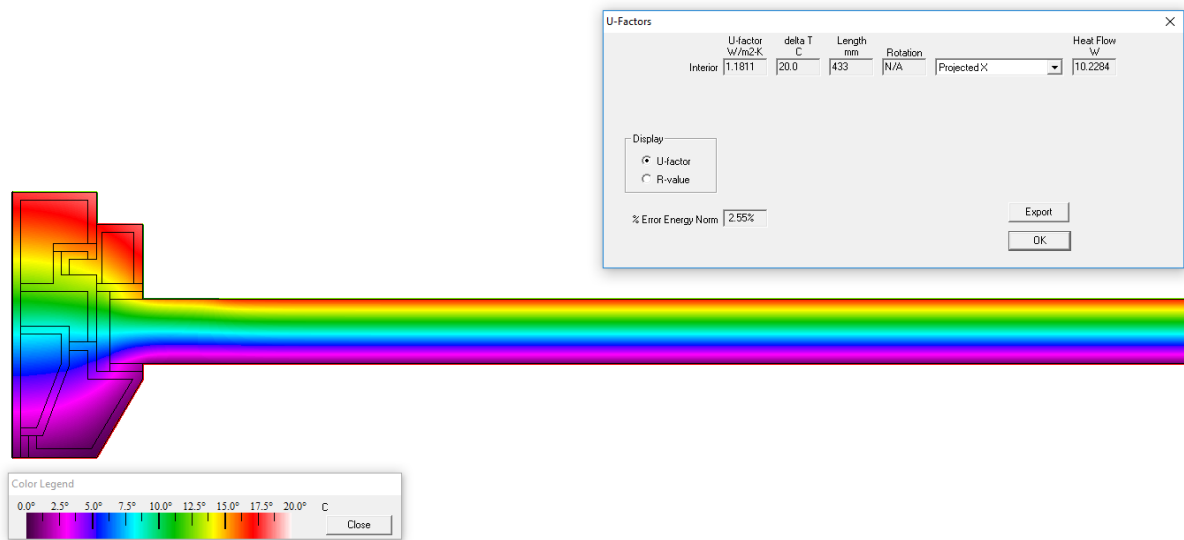 U-Factors
U-factor delta T Length Heat Flow
W/m2-K C mm Rotation W
Interior 1.1811 20.0 433 N/A Projected X 10.2284
Display
U-factor
R-value
% Error Energy Norm 2.55%
Export
OK
Color Legend
0.0° 2.5° 5.0° 7.5° 10.0° 12.5° 15.0° 17.5° 20.0° C
Close